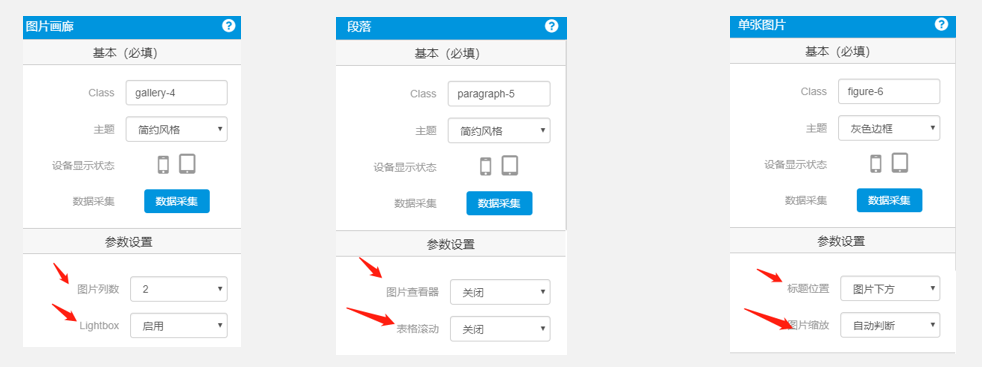 图片画廊
基本（必填）
Class gallery-4
主题 简约风格
设备显示状态
数据采集 数据采集
参数设置
图片列数 2
Lightbox 启用
段落
基本（必填）
Class paragraph-5
主题 简约风格
设备显示状态
数据采集 数据采集
参数设置
图片查看器 关闭
表格滚动 关闭
单张图片
基本（必填）
Class figure-6
主题 灰色边框
设备显示状态
数据采集 数据采集
参数设置
标题位置 图片下方
图片缩放 自动判断